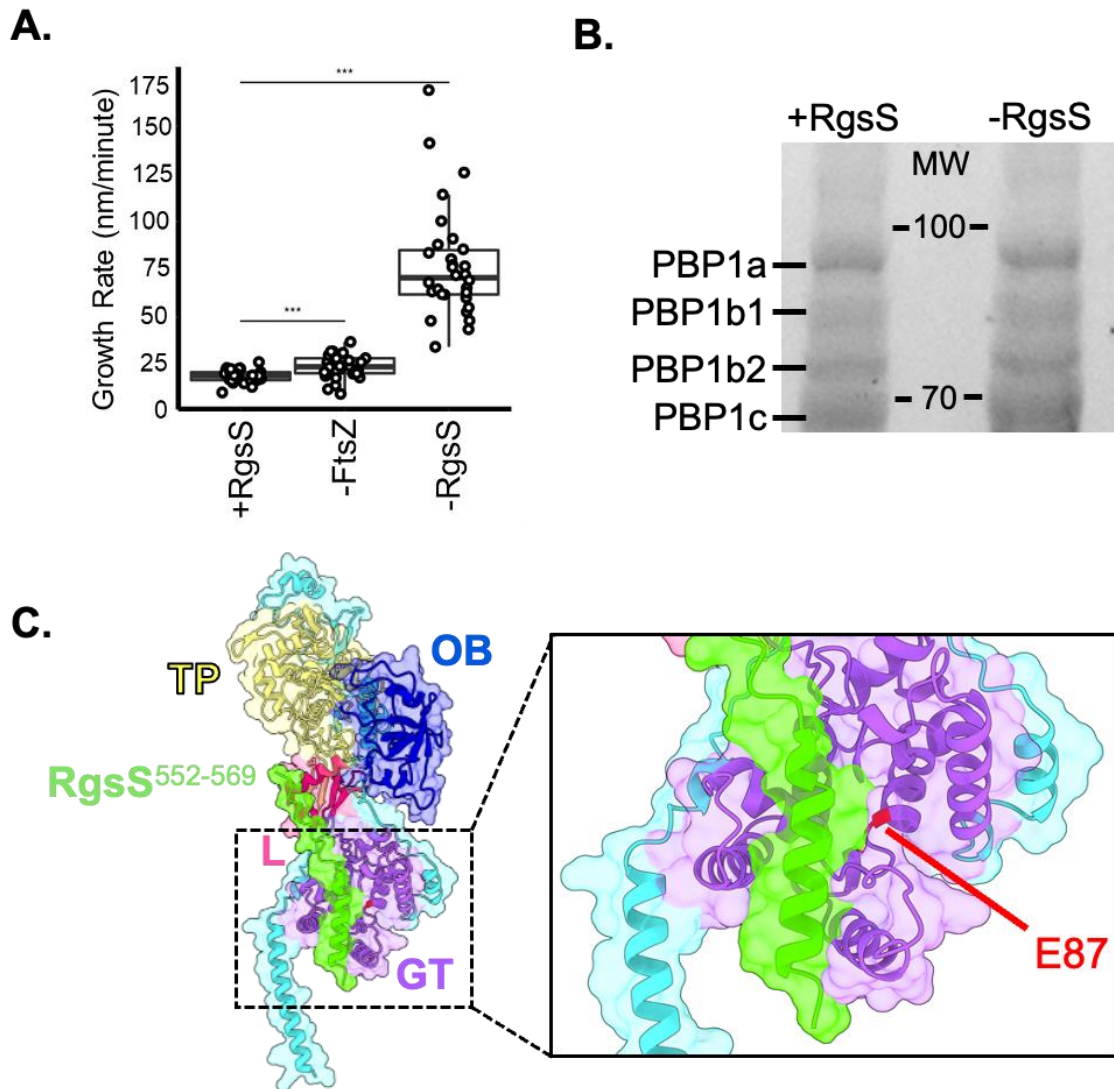 A.
175
150
125
100
75
50
25
0
Growth Rate (nm/minute)
***
***
+RgsS
-FtsZ
-RgsS
B.
+RgsS
-RgsS
MW
100
70
PBP1a
PBP1b1
PBP1b2
PBP1c
C.
TP
OB
RgsS552-569
L
GT
E87